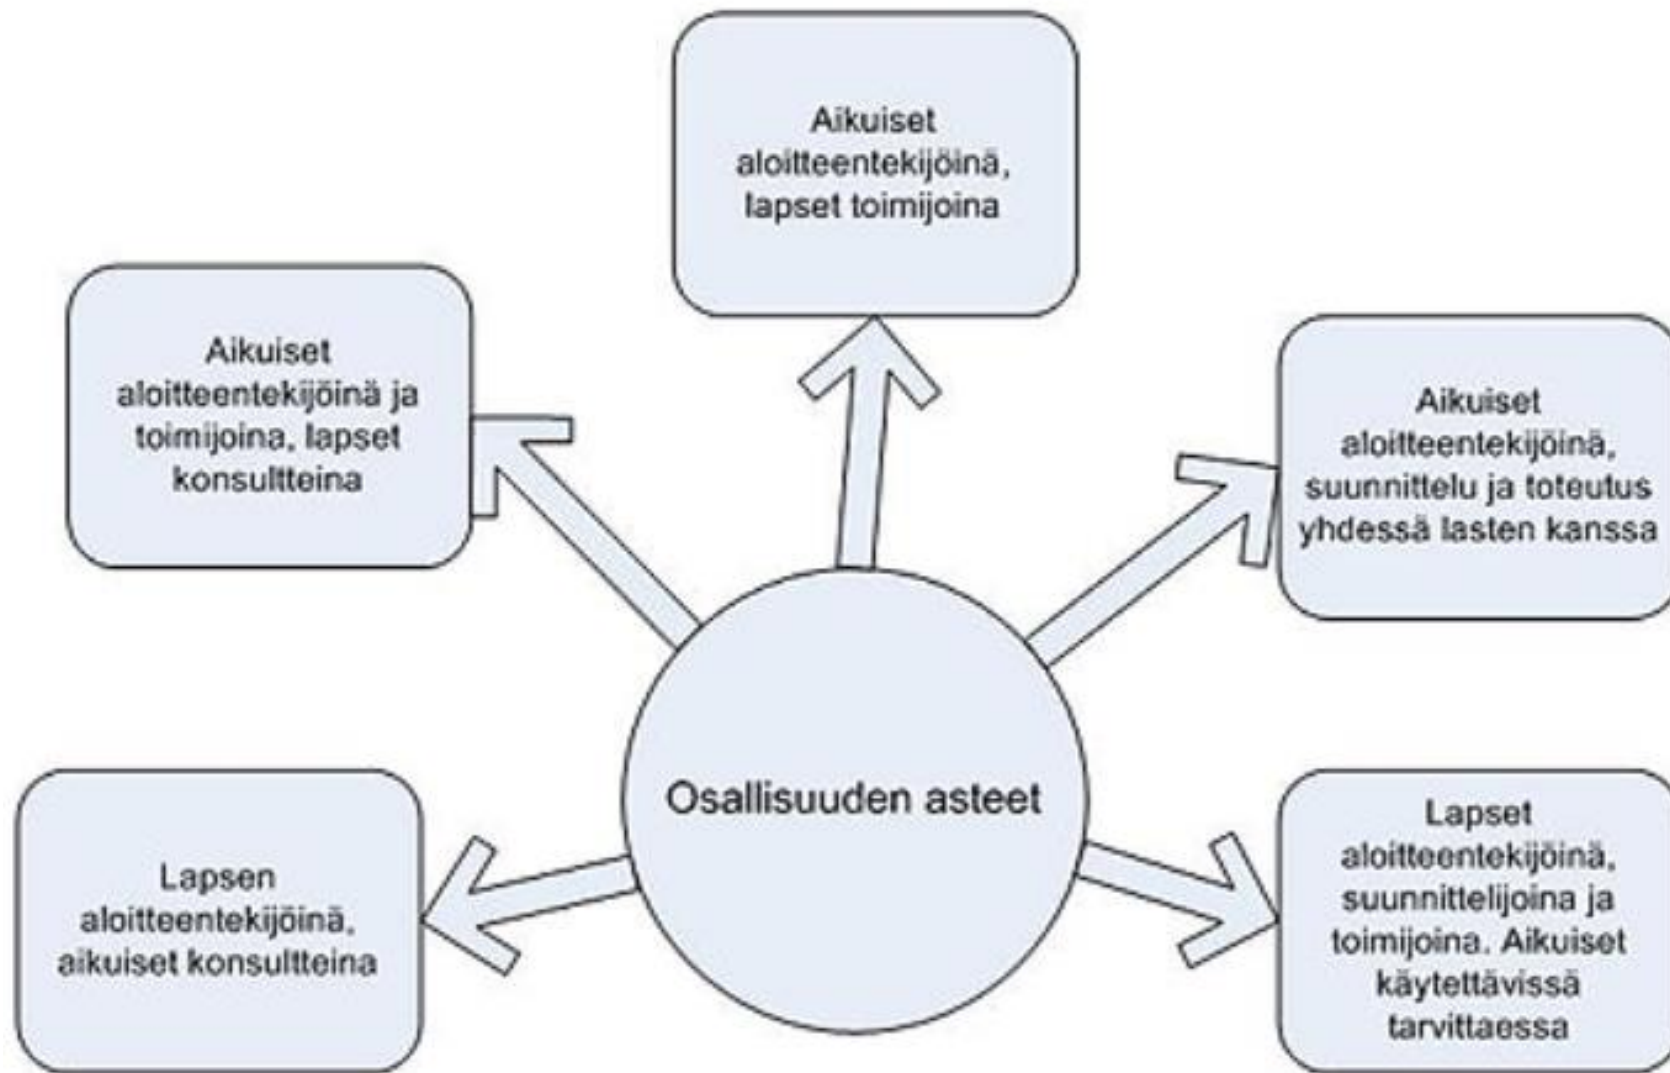 Aikuiset
aloitteentekijöinä,
lapset toimijoina
Aikuiset
aloitteentekijöinä ja
toimijoina, lapset
konsultteina
Aikuiset
aloitteentekijöinä,
suunnittelu ja toteutus
yhdessä lasten kanssa
Osallisuuden asteet
Lapsen
aloitteentekijöinä,
aikuiset konsultteina
Lapset
aloitteentekijöinä,
suunnittelijoina ja
toimijoina. Aikuiset
käytettävissä
tarvittaessa